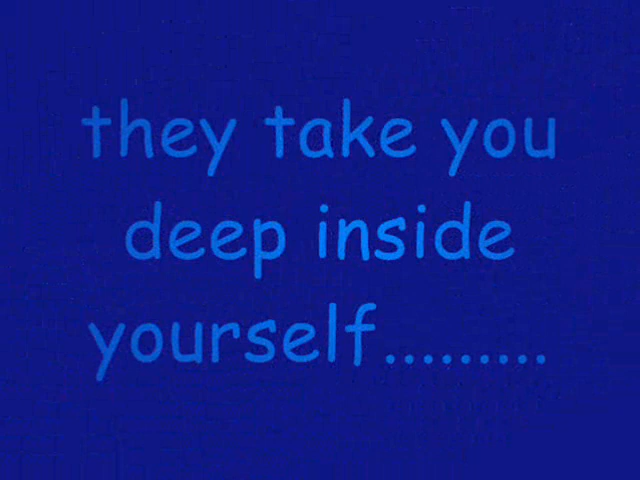 they take you
deep inside
yourself.........